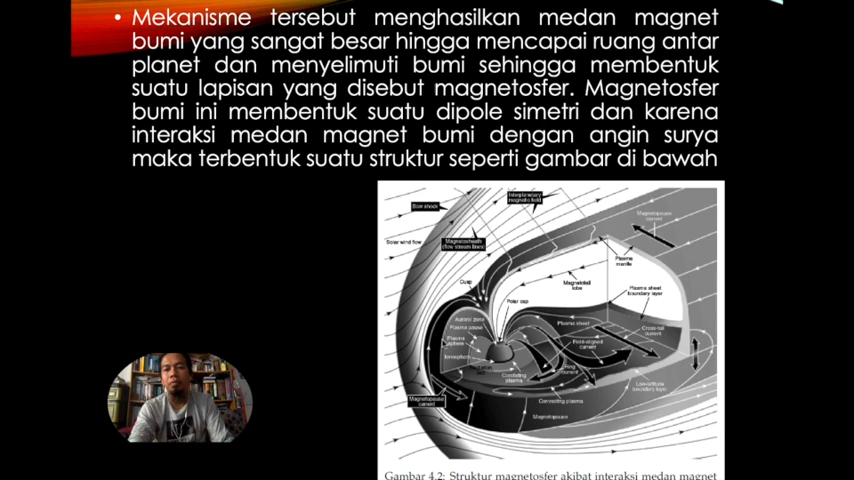 • Mekanisme tersebut menghasilkan medan magnet
bumi yang sangat besar hingga mencapai ruang antar
planet dan menyelimuti bumi sehingga membentuk
suatu lapisan yang disebut magnetosfer. Magnetosfer
bumi ini membentuk suatu dipole simetri dan karena
interaksi medan magnet bumi dengan angin surya
maka terbentuk suatu struktur seperti gambar di bawah
Interplanetary
magnetic field
Bow shock
Magnetopause
current
Solar wind flow
Magnetosheath
(flow stream lines)
Plasma
mantle
Cusp
Magnetotail
lobe
Plasma sheet
boundary layer
Polar cap
Auroral zone
Plasma pause
Plasma sheet
Cross-tail
current
Plasma
sphere
Field-aligned
current
Ionosphere
Ring
current
Corotating
plasma
Low-latitude
boundary layer
Magnetopause
current
Convecting plasma
Magnetopause
Gambar 4.2: Struktur magnetosfer akibat interaksi medan magnet